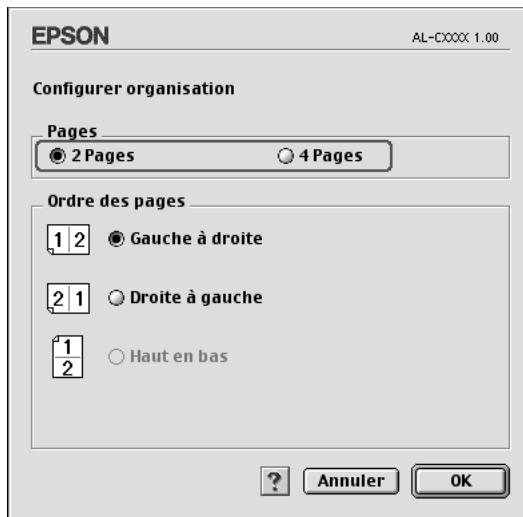 EPSON AL-CXXXX 1.00
Configurer organisation
Pages
2 Pages 4 Pages
Ordre des pages
1 2 Gauche à droite
2 1 Droite à gauche
1
2 Haut en bas
? Annuler OK